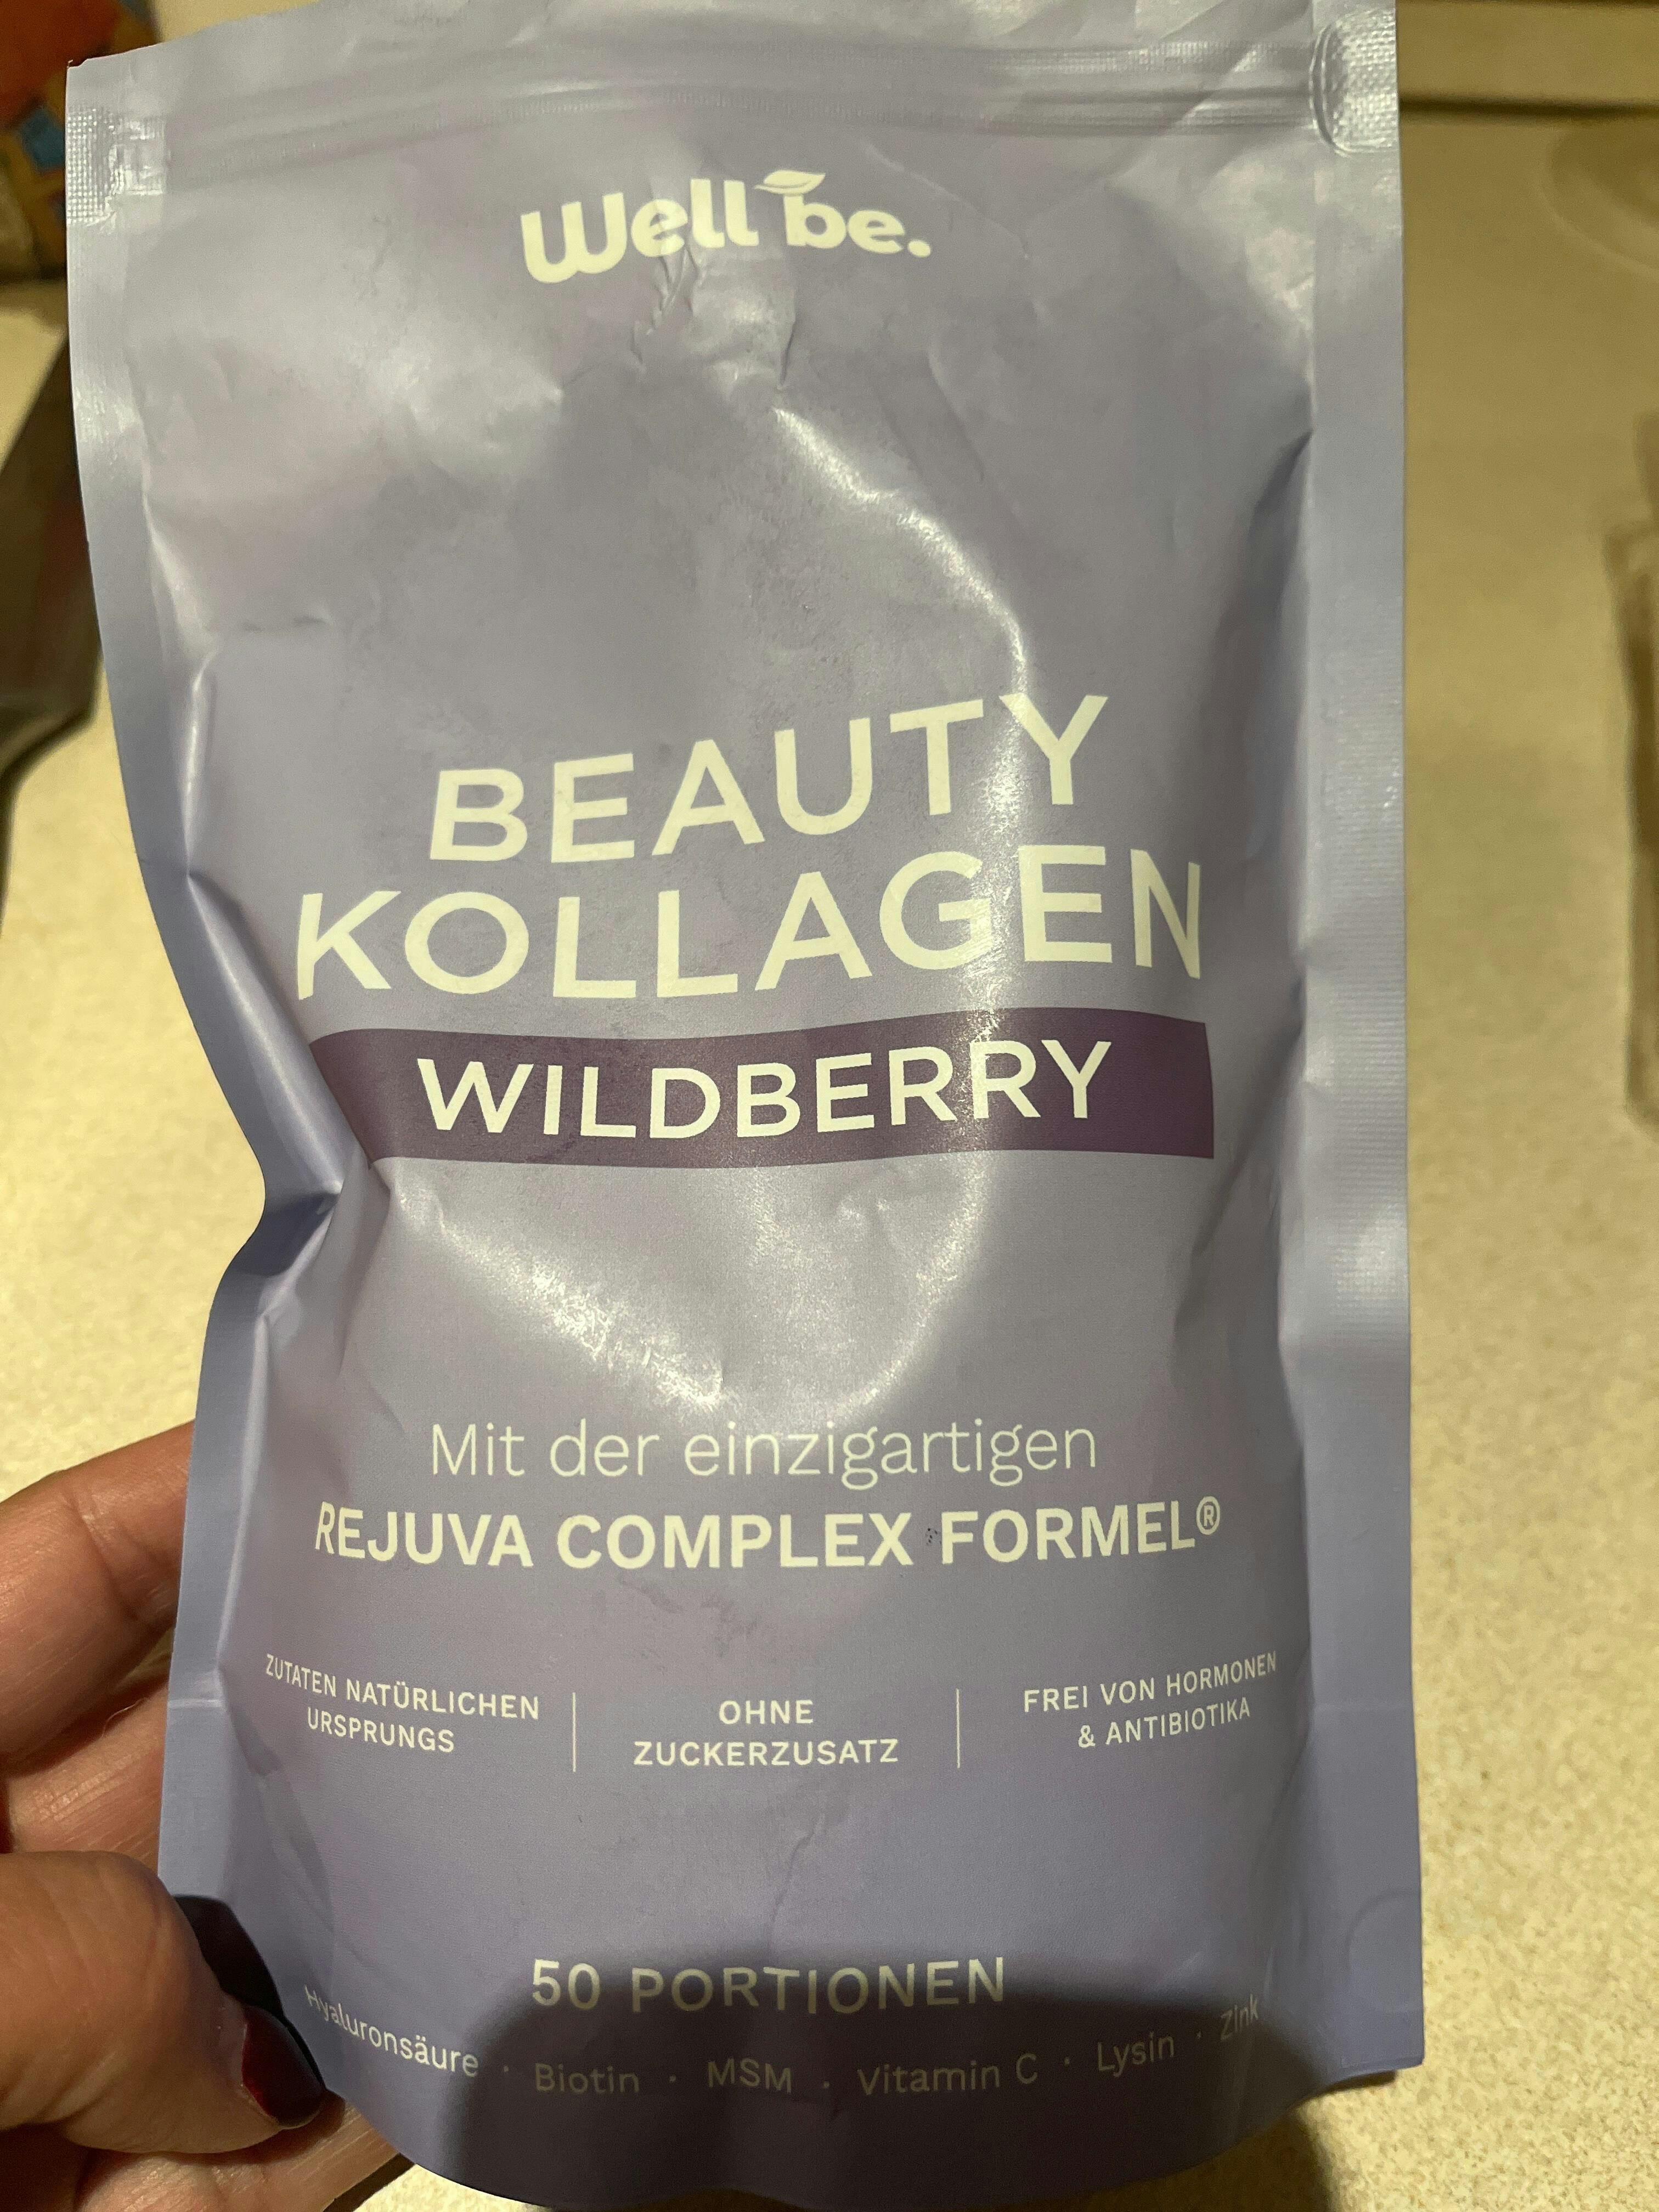 Well be.
BEAUTY
KOLLAGEN
WILDBERRY
Mit der einzigartigen
REJUVA COMPLEX FORMEL®
ZUTATEN NATÜRLICHEN
URSPRUNGS
OHNE
ZUCKERZUSATZ
FREI VON HORMONEN
& ANTIBIOTIKA
50 PORTIONEN
Hyaluronsäure · Biotin · MSM · Vitamin C · Lysin · Zink